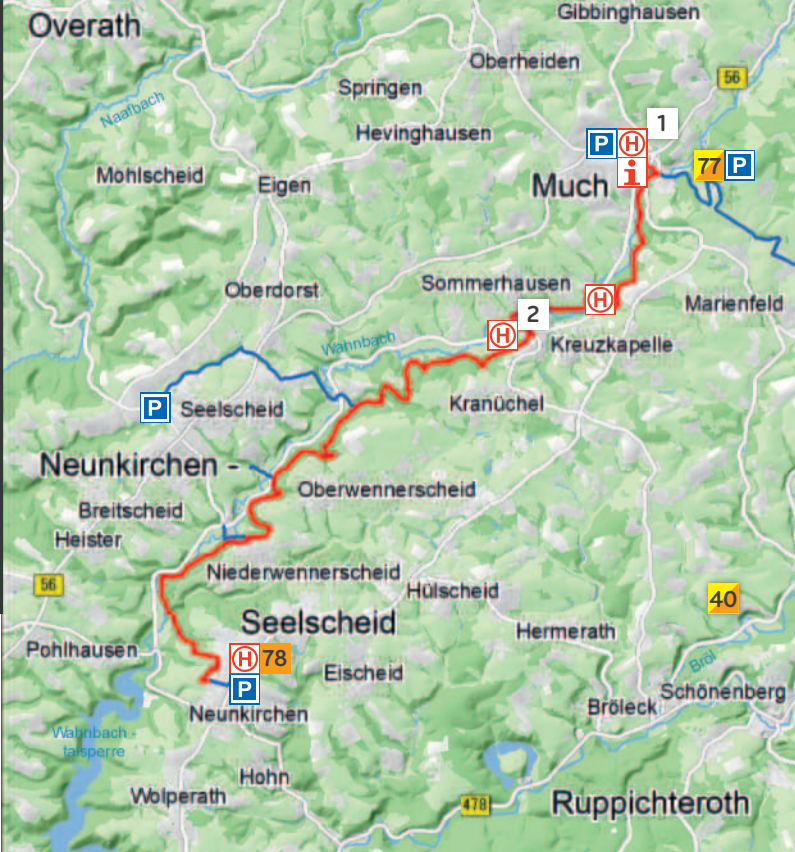 Gibbinghausen
Overath
Oberheiden
56
Springen
Naafbach
1
Hevinghausen
P H
77 P
i
Mohlscheid
Eigen
Much
Sommerhausen
Oberdorst
H
Marienfeld
2
H
Wahnbach
Kreuzkapelle
P
Seelscheid
Kranüchel
Neunkirchen -
Oberwennerscheid
Breitscheid
Heister
Niederwennerscheid
56
Hülscheid
40
Seelscheid
Hermerath
Pohlhausen
H 78
Bröl
Eischeid
P
Schönenberg
Bröleck
Neunkirchen
Wahnbach -
talsperre
Hohn
Wolperath
478
Ruppichteroth